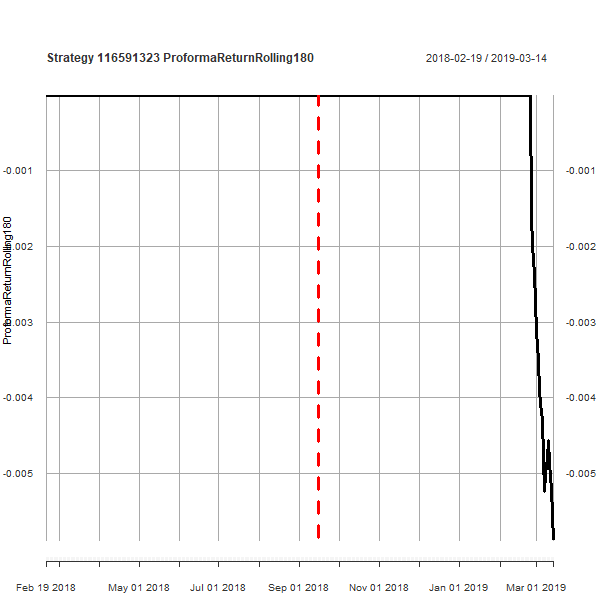 Strategy 116591323 ProformaReturnRolling180
2018-02-19 / 2019-03-14
-0.001
-0.002
-0.003
-0.004
-0.005
ProformaReturnRolling180
-0.001
-0.002
-0.003
-0.004
-0.005
Feb 19 2018 May 01 2018 Jul 01 2018 Sep 01 2018 Nov 01 2018 Jan 01 2019 Mar 01 2019